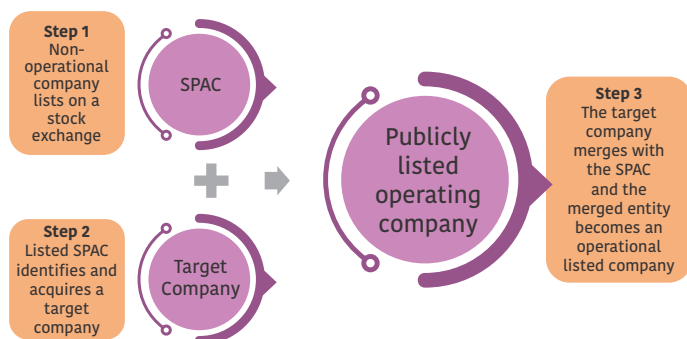 Step 1
Non-
operational
company
lists on a
stock
exchange
SPAC
Step 2
Listed SPAC
identifies and
acquires a
target
company
Target
Company
Publicly
listed
operating
company
Step 3
The target
company
merges with
the SPAC
and the
merged entity
becomes an
operational
listed company